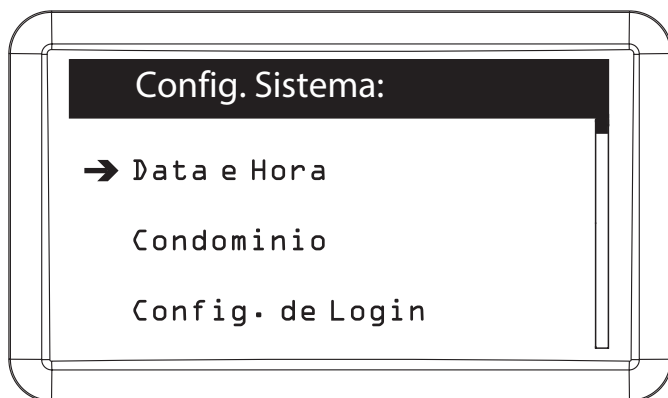 Config. Sistema:
Data e Hora
Condominio
Config. de Login